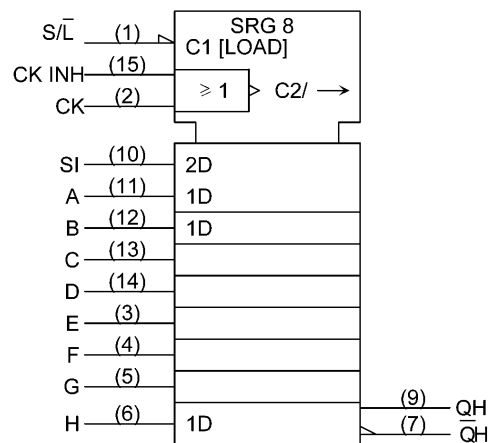 SRG 8
S/L̅ (1) C1 [LOAD]
CK INH (15)
≥ 1 C2/ →
CK (2)
SI (10) 2D
A (11) 1D
B (12) 1D
C (13)
D (14)
E (3)
F (4)
G (5)
(9) QH
H (6) 1D (7) Q̅H